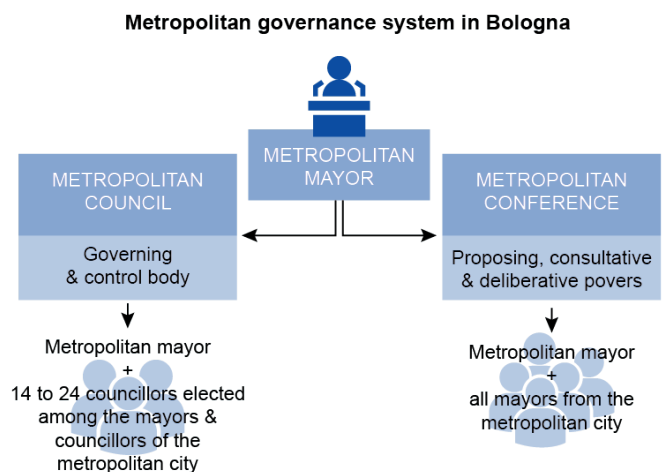 Metropolitan governance system in Bologna
METROPOLITAN
MAYOR
METROPOLITAN
COUNCIL
Governing
& control body
Metropolitan mayor
+
14 to 24 councillors elected
among the mayors &
councillors of the
metropolitan city
METROPOLITAN
CONFERENCE
Proposing, consultative
& deliberative povers
Metropolitan mayor
+
all mayors from the
metropolitan city